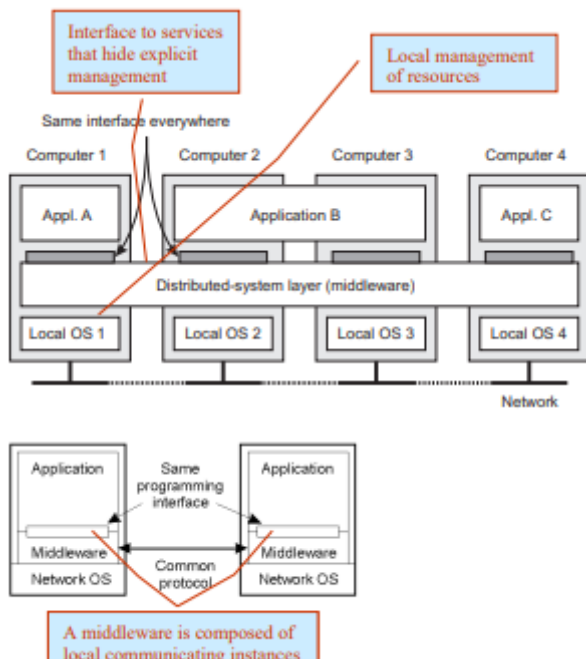 Interface to services
that hide explicit
management
Local management
of resources
Same interface everywhere
Computer 1
Computer 2
Computer 3
Computer 4
Appl. A
Application B
Appl. C
Distributed-system layer (middleware)
Local OS 1
Local OS 2
Local OS 3
Local OS 4
Network
Application
Same
programming
interface
Application
Middleware
Common
protocol
Middleware
Network OS
Network OS
A middleware is composed of
local communicating instances